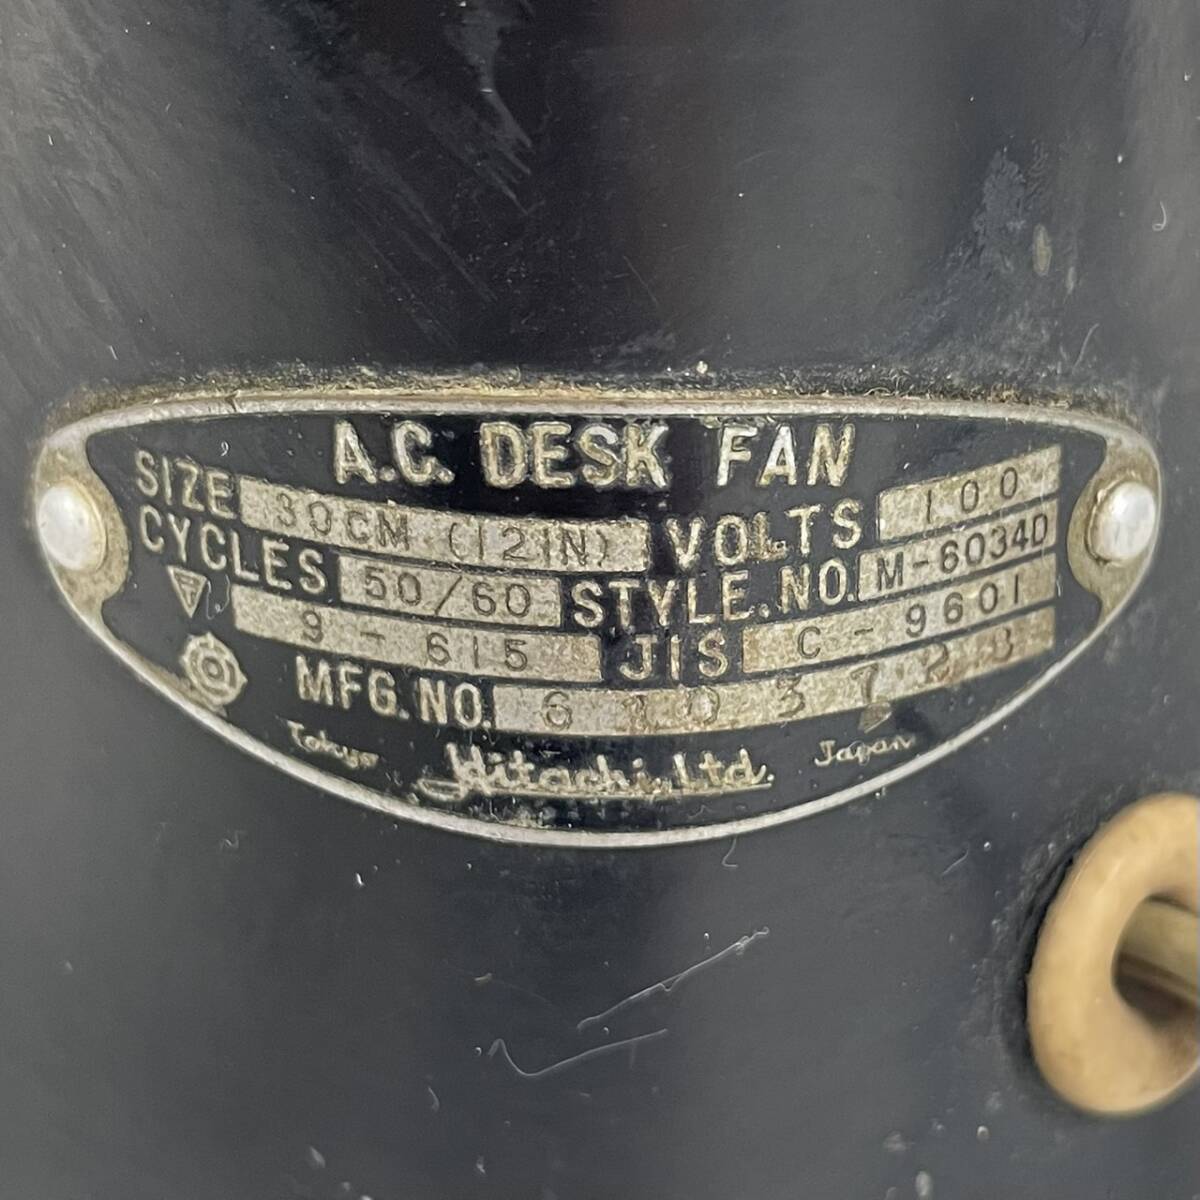 A.C. DESK FAN
SIZE 30CM (12IN) VOLTS 100
CYCLES 50/60 STYLE.NO. M-6034D
9-615 JIS C-9601
MFG.NO. 6103728
Tokyo Hitachi, Ltd. Japan